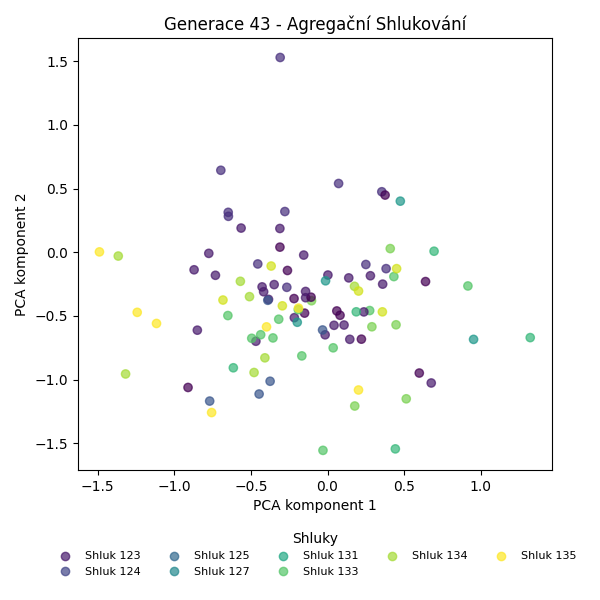 Generace 43 - Agregační Shlukování
PCA komponent 2
1.5
1.0
0.5
0.0
−0.5
−1.0
−1.5
−1.5 −1.0 −0.5 0.0 0.5 1.0
PCA komponent 1
Shluky
Shluk 123 Shluk 125 Shluk 131 Shluk 134 Shluk 135
Shluk 124 Shluk 127 Shluk 133